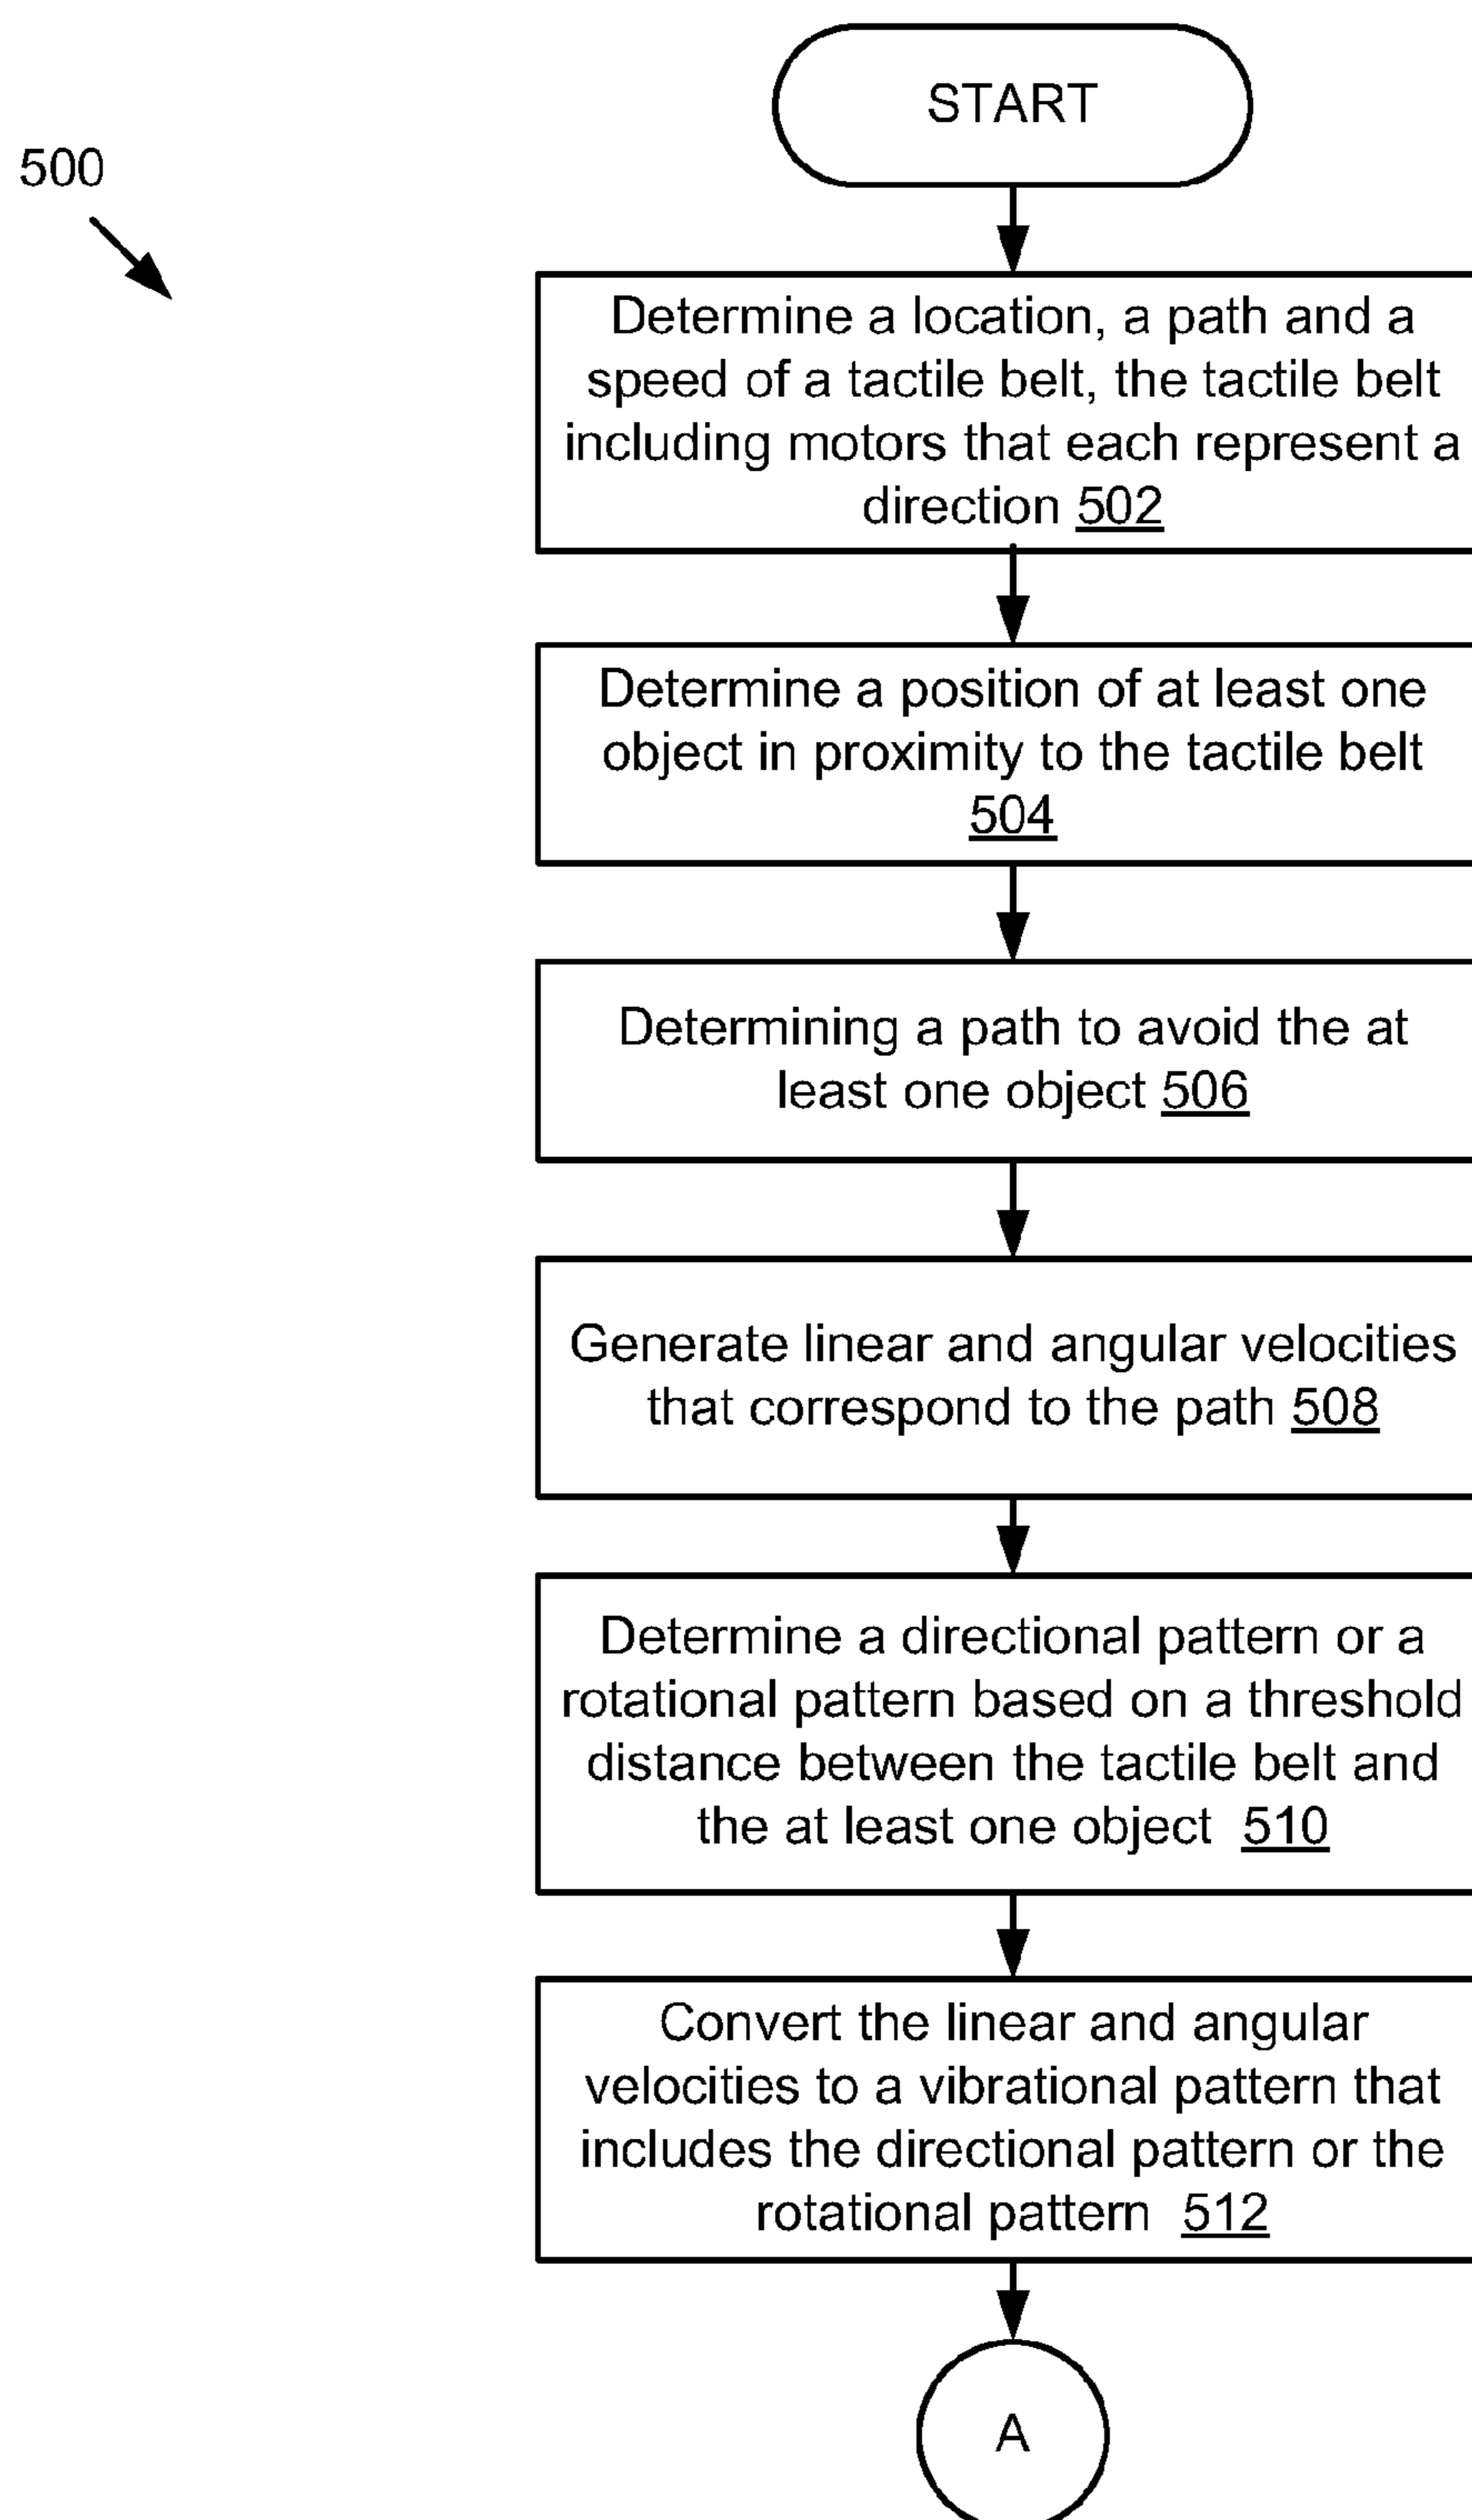 START
500
Determine a location, a path and a
speed of a tactile belt, the tactile belt
including motors that each represent a
direction 502
Determine a position of at least one
object in proximity to the tactile belt
504
Determining a path to avoid the at
least one object 506
Generate linear and angular velocities
that correspond to the path 508
Determine a directional pattern or a
rotational pattern based on a threshold
distance between the tactile belt and
the at least one object 510
Convert the linear and angular
velocities to a vibrational pattern that
includes the directional pattern or the
rotational pattern 512
A